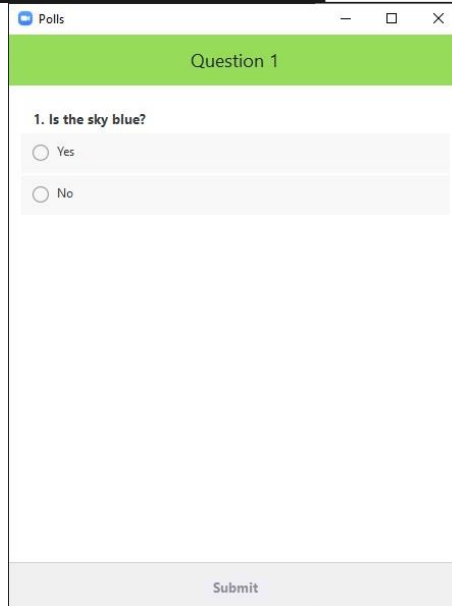 Polls
Question 1
1. Is the sky blue?
Yes
No
Submit